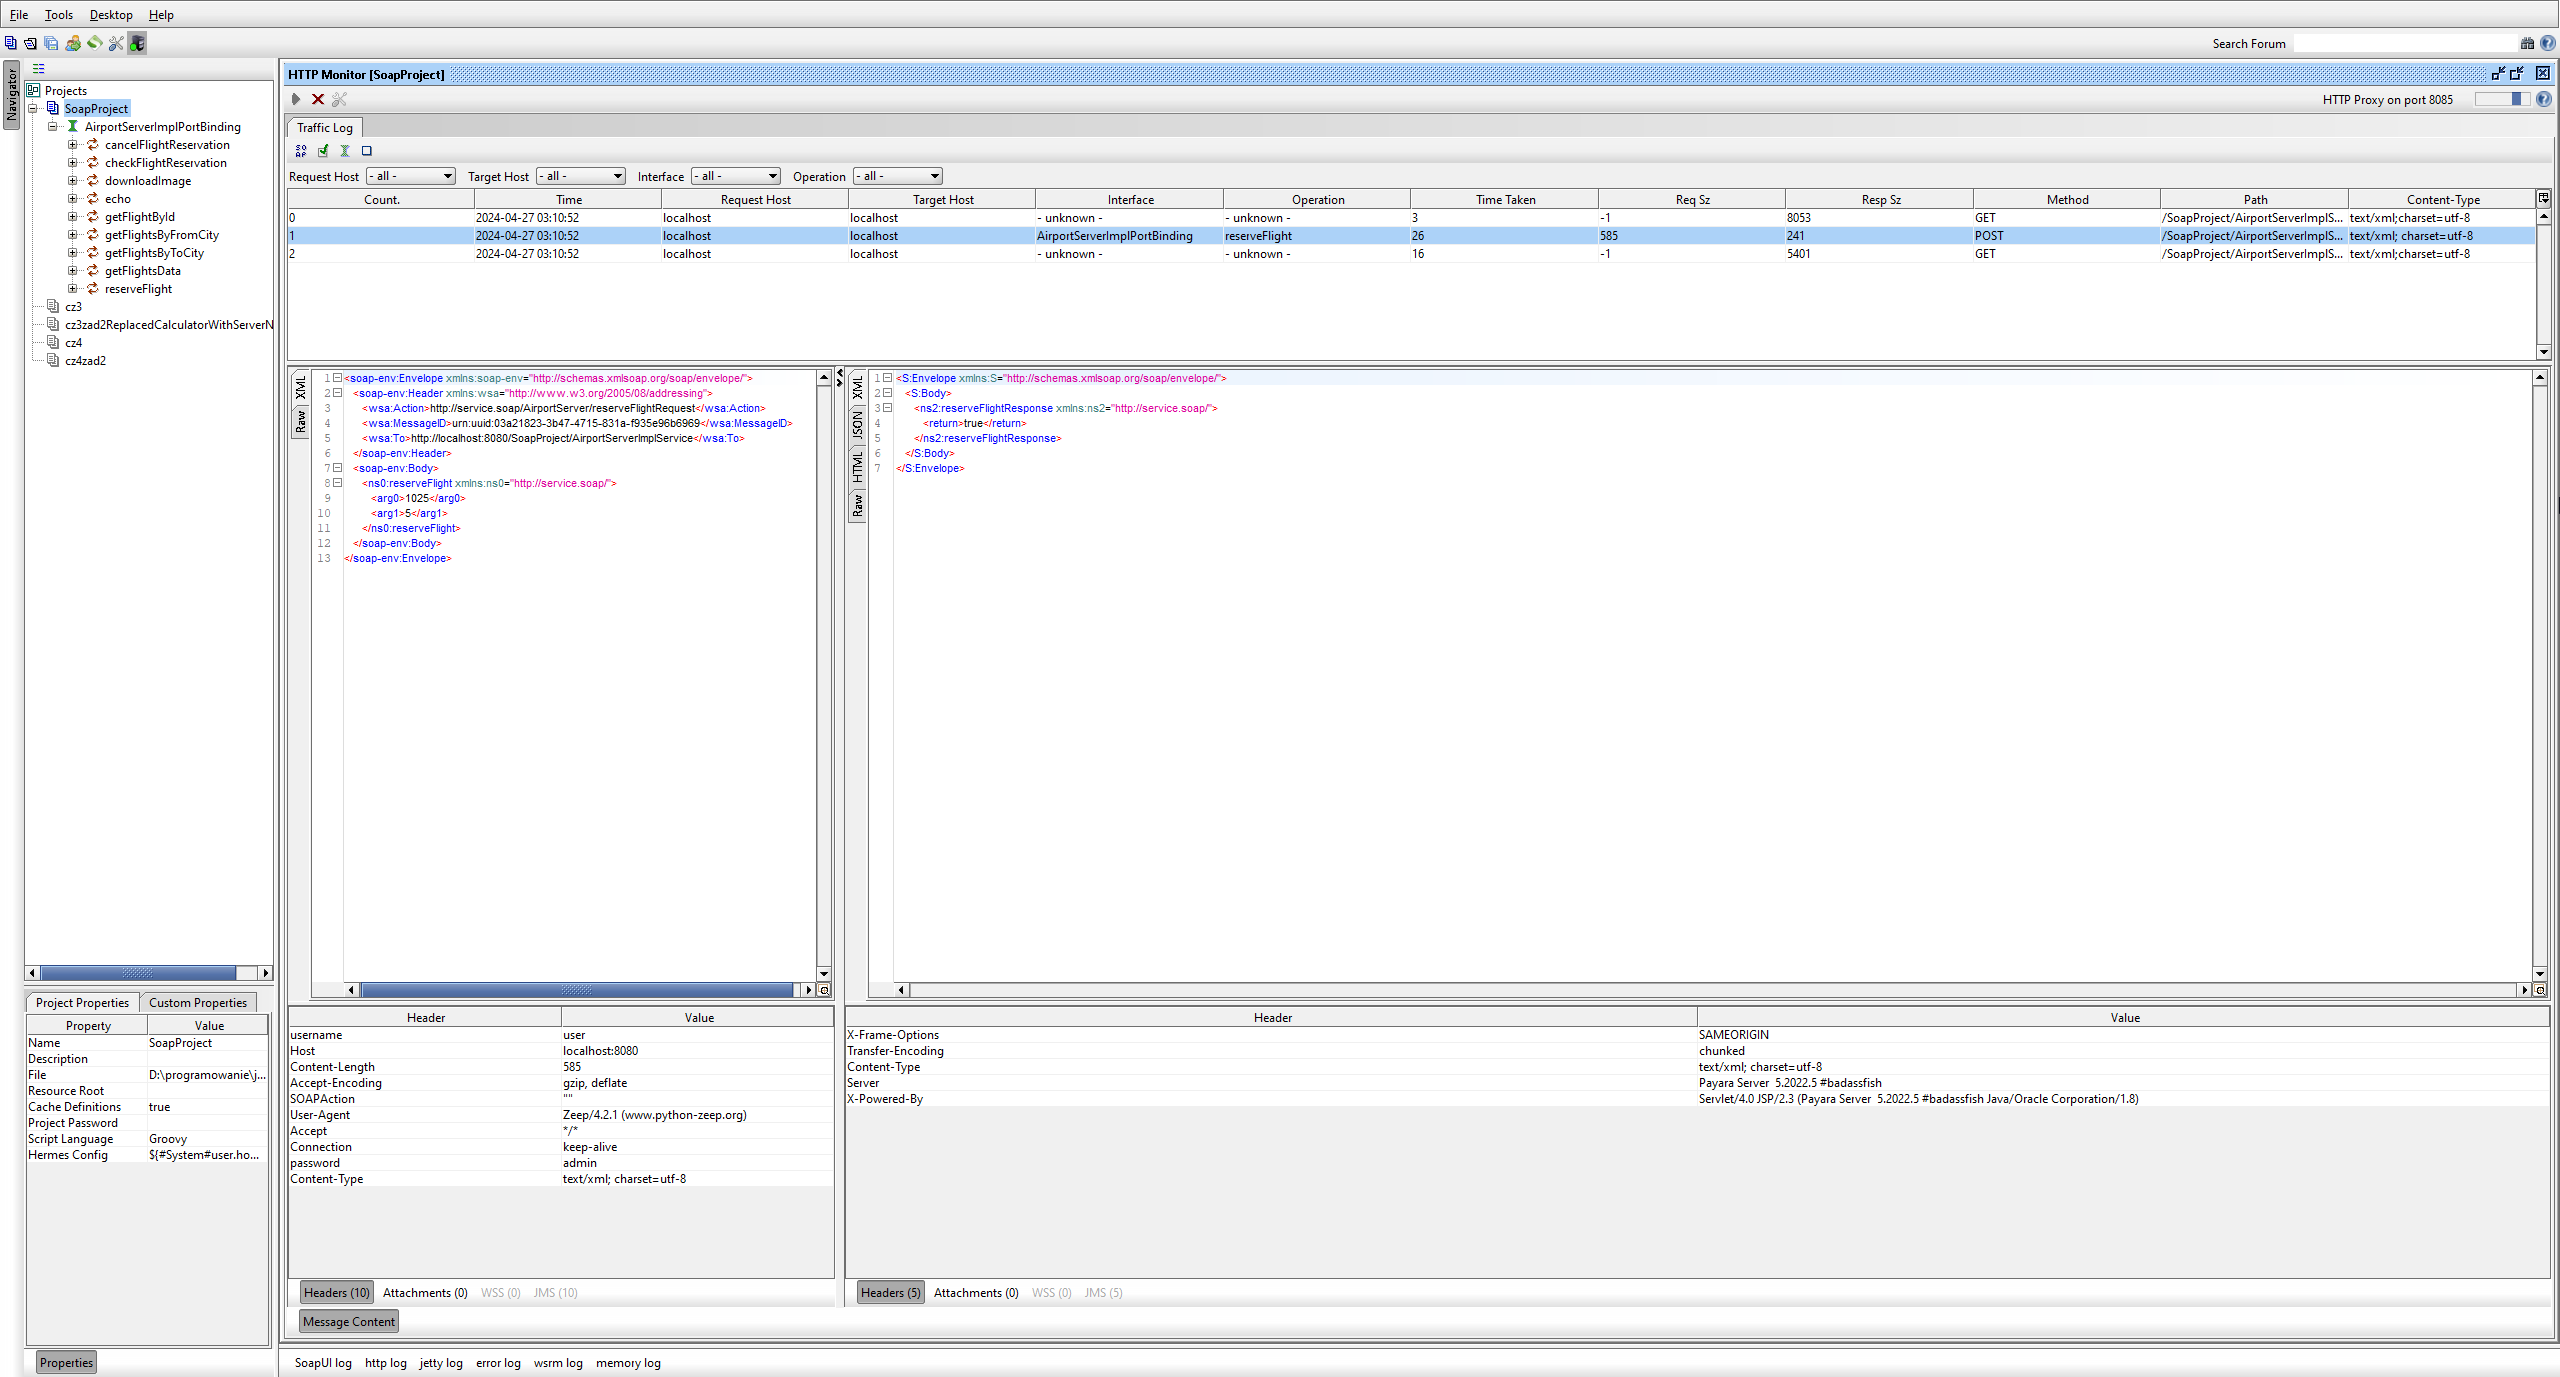 File Tools Desktop Help
Search Forum
Navigator
Projects
SoapProject
AirportServerImplPortBinding
cancelFlightReservation
checkFlightReservation
downloadImage
echo
getFlightById
getFlightsByFromCity
getFlightsByToCity
getFlightsData
reserveFlight
cz3
cz3zad2ReplacedCalculatorWithServerN
cz4
cz4zad2
HTTP Monitor [SoapProject]
HTTP Proxy on port 8085
Traffic Log
Request Host - all - Target Host - all - Interface - all - Operation - all -
Count. Time Request Host Target Host Interface Operation Time Taken Req Sz Resp Sz Method Path Content-Type
0 2024-04-27 03:10:52 localhost localhost - unknown - - unknown - 3 -1 8053 GET /SoapProject/AirportServerImplS... text/xml;charset=utf-8
1 2024-04-27 03:10:52 localhost localhost AirportServerImplPortBinding reserveFlight 26 585 241 POST /SoapProject/AirportServerImplS... text/xml; charset=utf-8
2 2024-04-27 03:10:52 localhost localhost - unknown - - unknown - 16 -1 5401 GET /SoapProject/AirportServerImplS... text/xml;charset=utf-8
XML
Raw
1 <soap-env:Envelope xmlns:soap-env="http://schemas.xmlsoap.org/soap/envelope/">
2 <soap-env:Header xmlns:wsa="http://www.w3.org/2005/08/addressing">
3 <wsa:Action>http://service.soap/AirportServer/reserveFlightRequest</wsa:Action>
4 <wsa:MessageID>urn:uuid:03a21823-3b47-4715-831a-f935e96b6969</wsa:MessageID>
5 <wsa:To>http://localhost:8080/SoapProject/AirportServerImplService</wsa:To>
6 </soap-env:Header>
7 <soap-env:Body>
8 <ns0:reserveFlight xmlns:ns0="http://service.soap/">
9 <arg0>1025</arg0>
10 <arg1>5</arg1>
11 </ns0:reserveFlight>
12 </soap-env:Body>
13 </soap-env:Envelope>
XML
JSON
HTML
Raw
1 <S:Envelope xmlns:S="http://schemas.xmlsoap.org/soap/envelope/">
2 <S:Body>
3 <ns2:reserveFlightResponse xmlns:ns2="http://service.soap/">
4 <return>true</return>
5 </ns2:reserveFlightResponse>
6 </S:Body>
7 </S:Envelope>
Project Properties Custom Properties
Property Value
Name SoapProject
Description
File D:\programowanie\j...
Resource Root
Cache Definitions true
Project Password
Script Language Groovy
Hermes Config ${#System#user.ho...
Properties
Header Value
username user
Host localhost:8080
Content-Length 585
Accept-Encoding gzip, deflate
SOAPAction ""
User-Agent Zeep/4.2.1 (www.python-zeep.org)
Accept */*
Connection keep-alive
password admin
Content-Type text/xml; charset=utf-8
Headers (10) Attachments (0) WSS (0) JMS (10)
Header Value
X-Frame-Options SAMEORIGIN
Transfer-Encoding chunked
Content-Type text/xml; charset=utf-8
Server Payara Server 5.2022.5 #badassfish
X-Powered-By Servlet/4.0 JSP/2.3 (Payara Server 5.2022.5 #badassfish Java/Oracle Corporation/1.8)
Headers (5) Attachments (0) WSS (0) JMS (5)
Message Content
SoapUI log http log jetty log error log wsrm log memory log